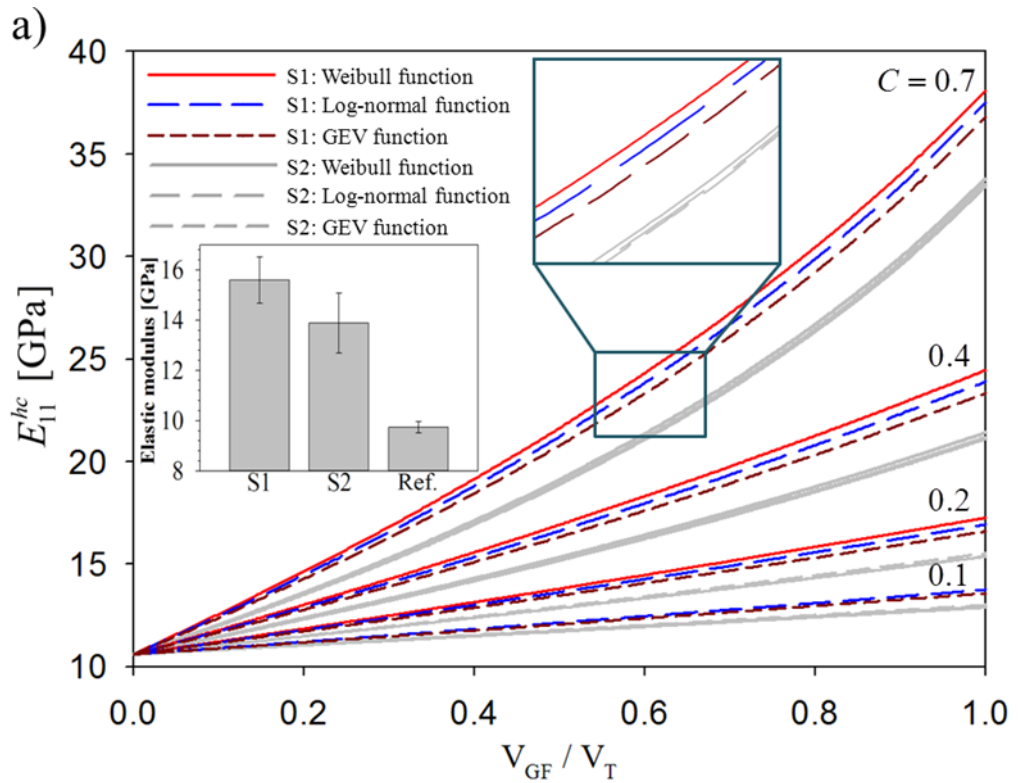 a)
40
35
30
25
20
15
10
E11^hc [GPa]
S1: Weibull function
S1: Log-normal function
S1: GEV function
S2: Weibull function
S2: Log-normal function
S2: GEV function
C = 0.7
0.4
0.2
0.1
Elastic modulus [GPa]
16
14
12
10
8
S1 S2 Ref.
0.0 0.2 0.4 0.6 0.8 1.0
VGF / VT